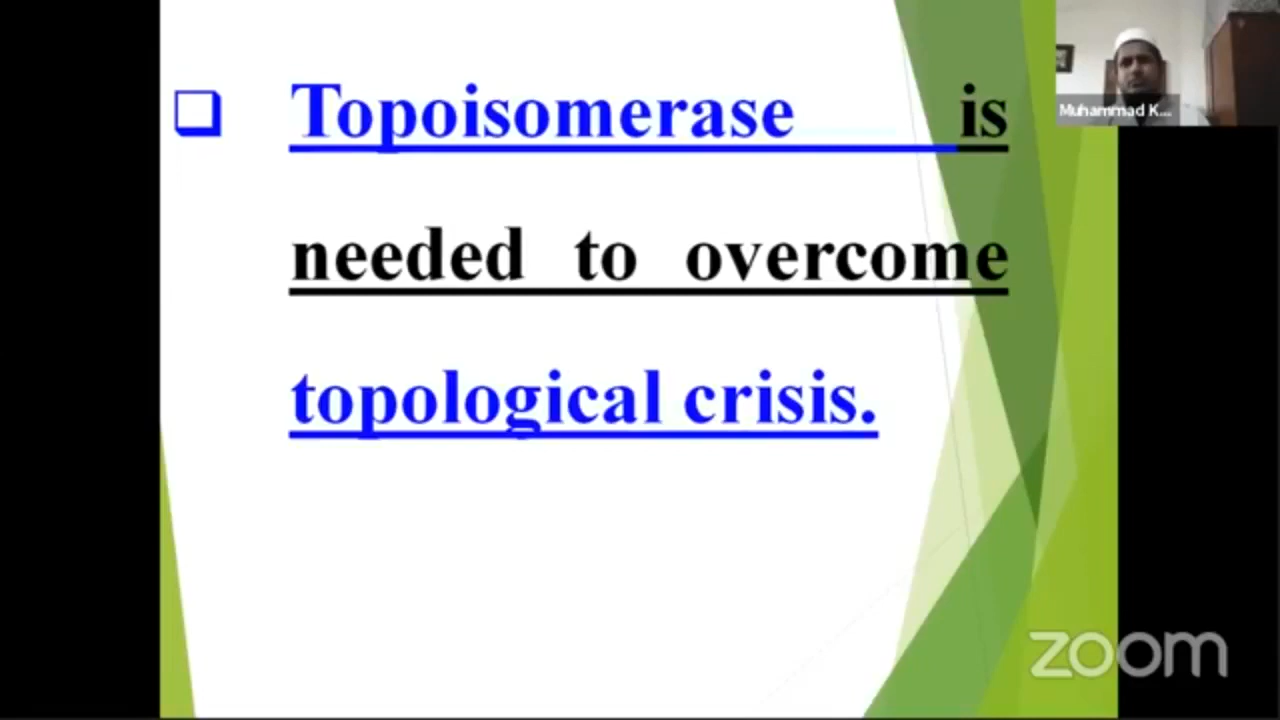 ❑ Topoisomerase is
needed to overcome
topological crisis.
Muhammad K...
zoom